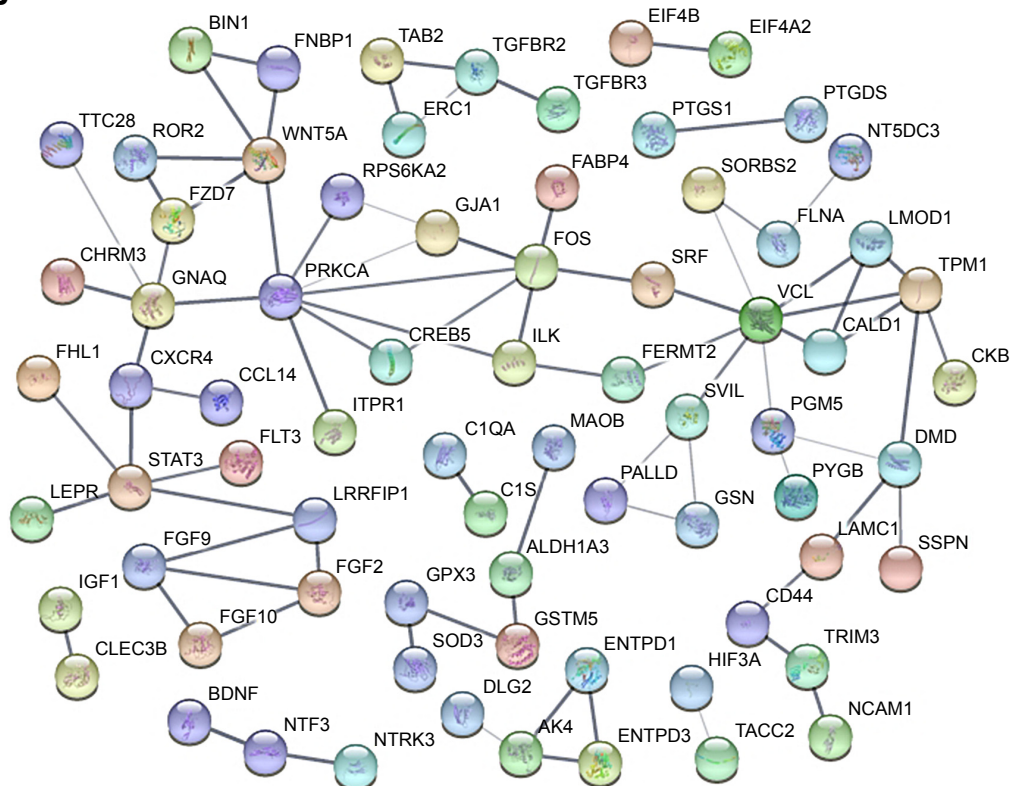 BIN1
FNBP1
TAB2
TGFBR2
EIF4B
EIF4A2
TGFBR3
ERC1
PTGS1
PTGDS
TTC28
ROR2
WNT5A
NT5DC3
RPS6KA2
FABP4
SORBS2
FZD7
GJA1
FLNA
LMOD1
CHRM3
GNAQ
PRKCA
FOS
SRF
VCL
TPM1
CREB5
ILK
CALD1
FHL1
CXCR4
FERMT2
CKB
CCL14
ITPR1
SVIL
PGM5
C1QA
MAOB
DMD
STAT3
FLT3
PALLD
PYGB
LEPR
LRRFIP1
C1S
GSN
LAMC1
SSPN
FGF9
ALDH1A3
IGF1
FGF2
GPX3
CD44
FGF10
GSTM5
CLEC3B
SOD3
ENTPD1
HIF3A
TRIM3
BDNF
DLG2
NCAM1
NTF3
AK4
NTRK3
ENTPD3
TACC2